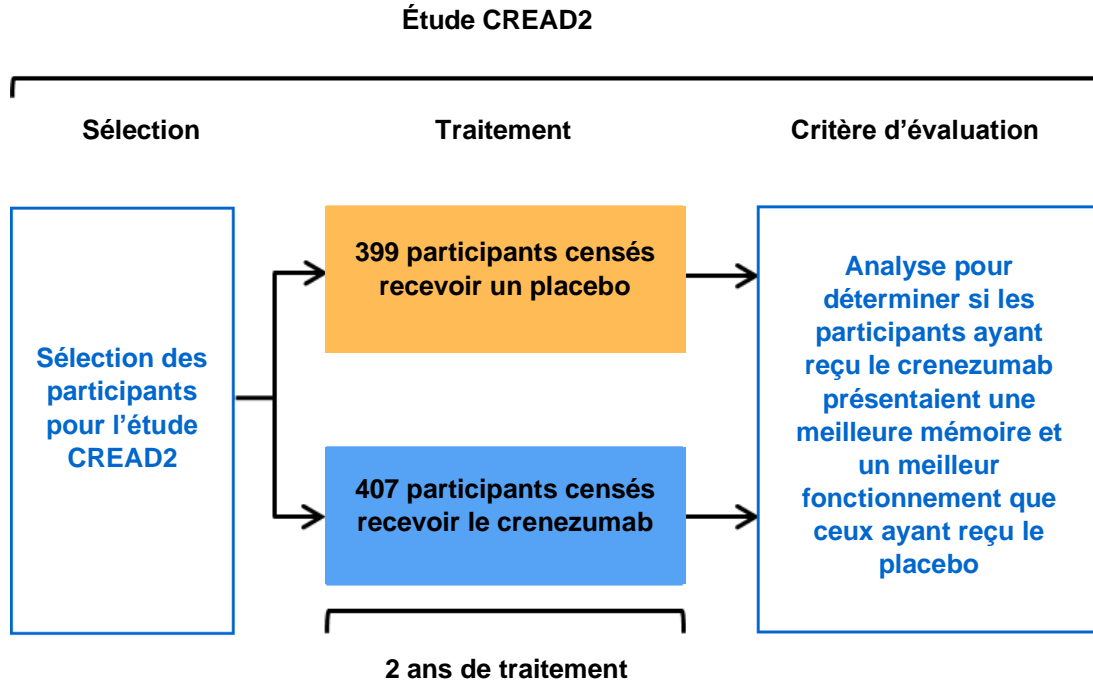 Étude CREAD2
Sélection
Traitement
Critère d’évaluation
Sélection des
participants
pour l’étude
CREAD2
399 participants censés
recevoir un placebo
407 participants censés
recevoir le crenezumab
2 ans de traitement
Analyse pour
déterminer si les
participants ayant
reçu le crenezumab
présentaient une
meilleure mémoire et
un meilleur
fonctionnement que
ceux ayant reçu le
placebo